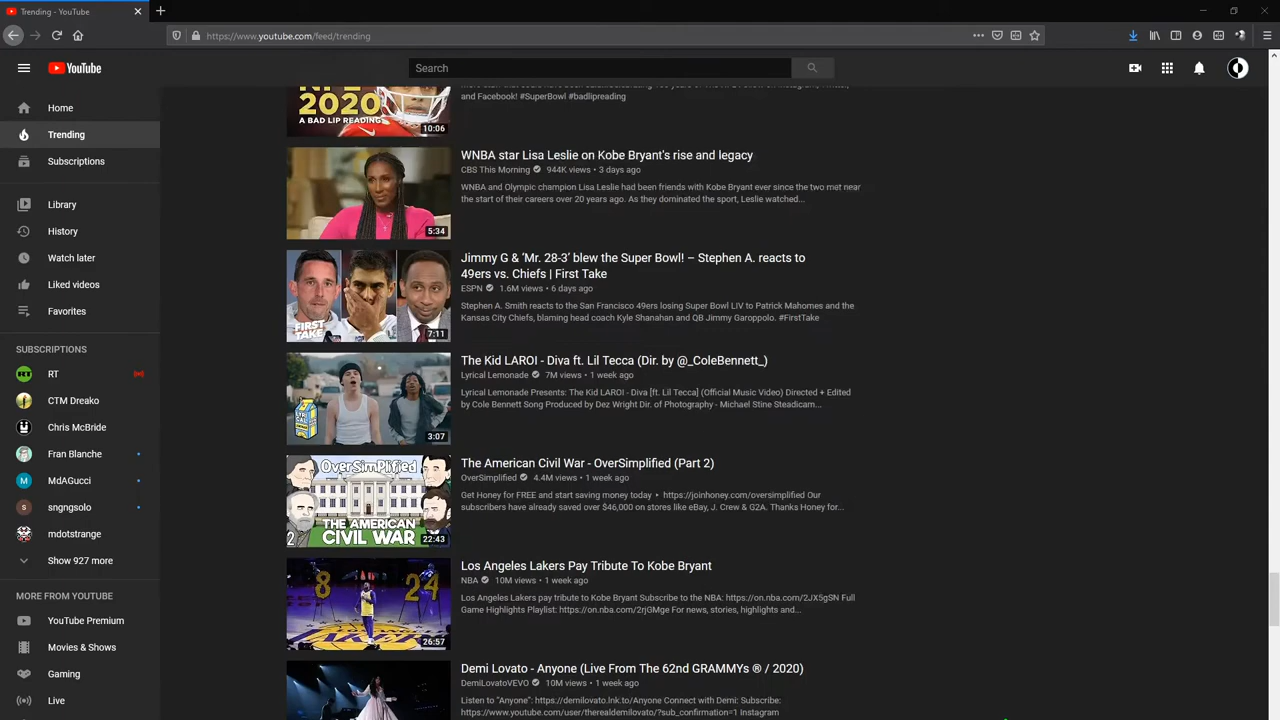 Trending - YouTube
https://www.youtube.com/feed/trending
YouTube
Search
Home
Trending
Subscriptions
Library
History
Watch later
Liked videos
Favorites
SUBSCRIPTIONS
RT
CTM Dreako
Chris McBride
Fran Blanche
MdAGucci
sngngsolo
mdotstrange
Show 927 more
MORE FROM YOUTUBE
YouTube Premium
Movies & Shows
Gaming
Live
2020
A BAD LIP READING
10:06
and Facebook! #SuperBowl #badlipreading
WNBA star Lisa Leslie on Kobe Bryant's rise and legacy
CBS This Morning 944K views • 3 days ago
WNBA and Olympic champion Lisa Leslie had been friends with Kobe Bryant ever since the two met near
the start of their careers over 20 years ago. As they dominated the sport, Leslie watched...
5:34
Jimmy G & ‘Mr. 28-3’ blew the Super Bowl! – Stephen A. reacts to
49ers vs. Chiefs | First Take
ESPN 1.6M views • 6 days ago
Stephen A. Smith reacts to the San Francisco 49ers losing Super Bowl LIV to Patrick Mahomes and the
Kansas City Chiefs, blaming head coach Kyle Shanahan and QB Jimmy Garoppolo. #FirstTake
FIRST
TAKE
7:11
The Kid LAROI - Diva ft. Lil Tecca (Dir. by @_ColeBennett_)
Lyrical Lemonade 7M views • 1 week ago
Lyrical Lemonade Presents: The Kid LAROI - Diva [ft. Lil Tecca] (Official Music Video) Directed + Edited
by Cole Bennett Song Produced by Dez Wright Dir. of Photography - Michael Stine Steadicam...
LYRI
CAL
3:07
The American Civil War - OverSimplified (Part 2)
OverSimplified 4.4M views • 1 week ago
Get Honey for FREE and start saving money today • https://joinhoney.com/oversimplified Our
subscribers have already saved over $46,000 on stores like eBay, J. Crew & G2A. Thanks Honey for...
OverSimplified
THE AMERICAN
CIVIL WAR
2
22:43
Los Angeles Lakers Pay Tribute To Kobe Bryant
NBA 10M views • 1 week ago
Los Angeles Lakers pay tribute to Kobe Bryant Subscribe to the NBA: https://on.nba.com/2JX5gSN Full
Game Highlights Playlist: https://on.nba.com/2rjGMge For news, stories, highlights and...
8 24
26:57
Demi Lovato - Anyone (Live From The 62nd GRAMMYs ® / 2020)
DemiLovatoVEVO 10M views • 1 week ago
Listen to "Anyone": https://demilovato.lnk.to/Anyone Connect with Demi: Subscribe:
https://www.youtube.com/user/therealdemilovato/?sub_confirmation=1 Instagram